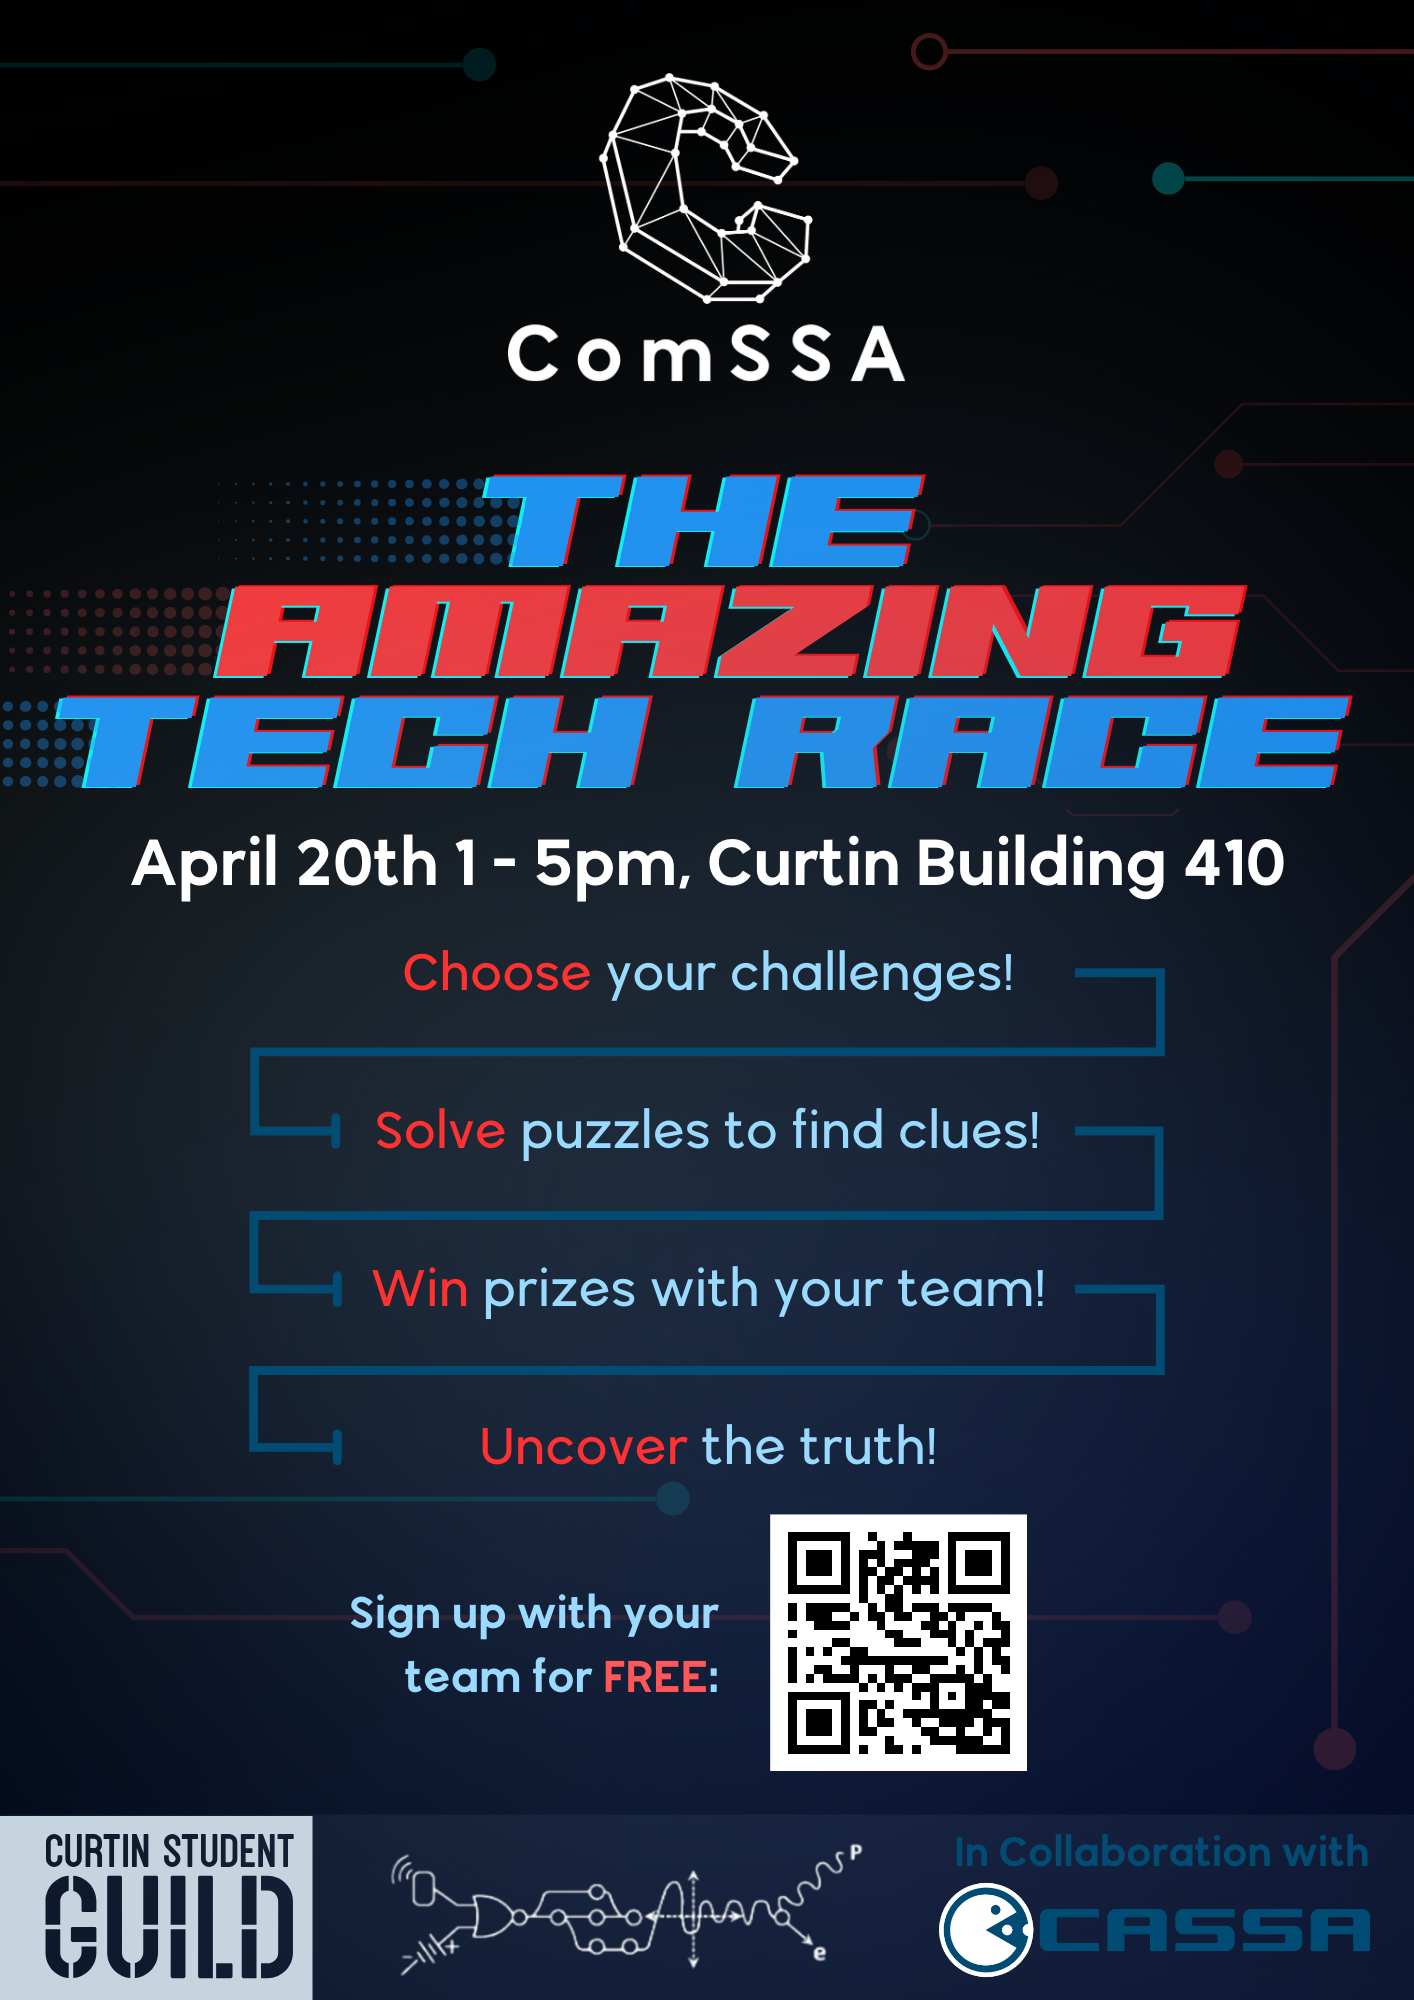 ComSSA
THE
AMAZING
TECH RACE
April 20th 1 - 5pm, Curtin Building 410
Choose your challenges!
Solve puzzles to find clues!
Win prizes with your team!
Uncover the truth!
Sign up with your
team for FREE:
CURTIN STUDENT
GUILD
P
e
In Collaboration with
CASSA